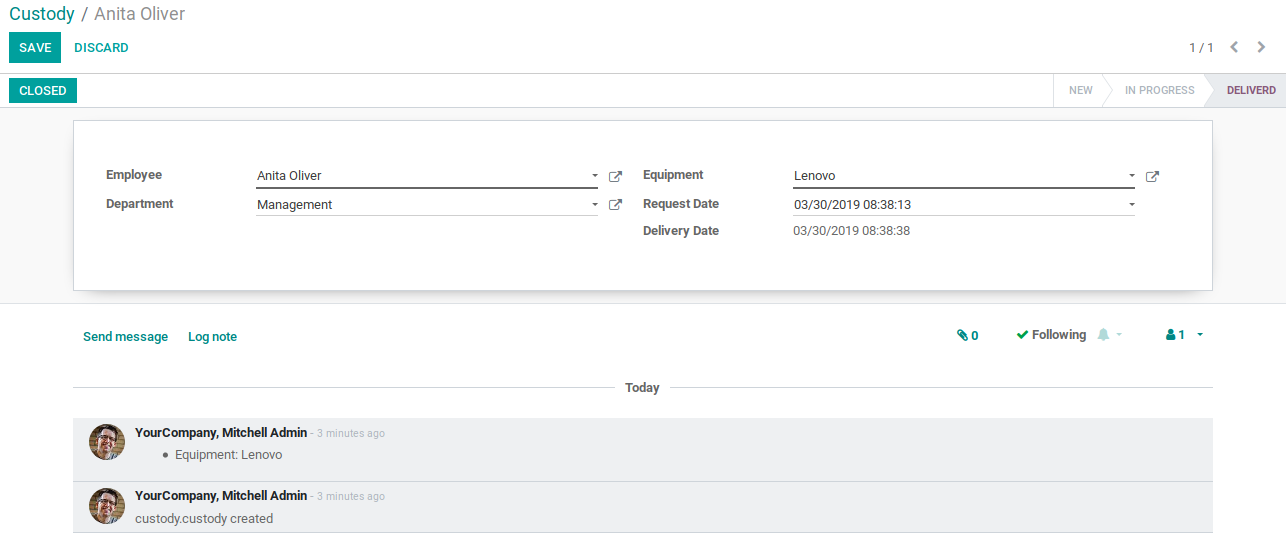 Custody / Anita Oliver
SAVE DISCARD 1 / 1
CLOSED NEW IN PROGRESS DELIVERD
Employee Anita Oliver Equipment Lenovo
Department Management Request Date 03/30/2019 08:38:13
Delivery Date 03/30/2019 08:38:38
Send message Log note 0 Following 1
Today
YourCompany, Mitchell Admin - 3 minutes ago
• Equipment: Lenovo
YourCompany, Mitchell Admin - 3 minutes ago
custody.custody created